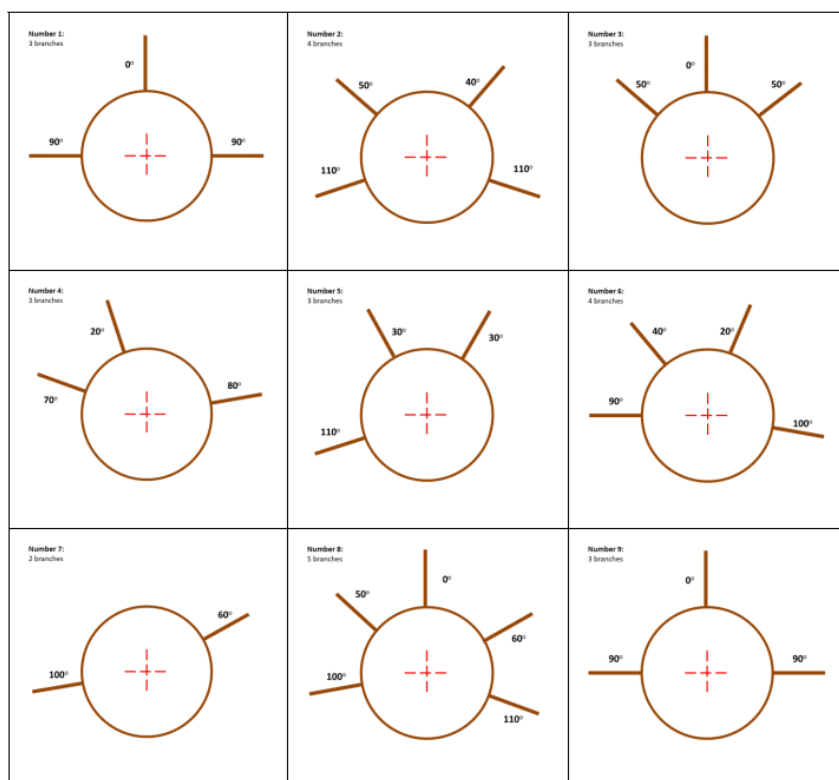 Number 1:
3 branches
0°
90°
90°
Number 2:
4 branches
50°
40°
110°
110°
Number 3:
3 branches
0°
50°
50°
Number 4:
3 branches
20°
70°
80°
Number 5:
3 branches
30°
30°
110°
Number 6:
4 branches
40°
20°
90°
100°
Number 7:
2 branches
60°
100°
Number 8:
5 branches
0°
50°
60°
100°
110°
Number 9:
3 branches
0°
90°
90°